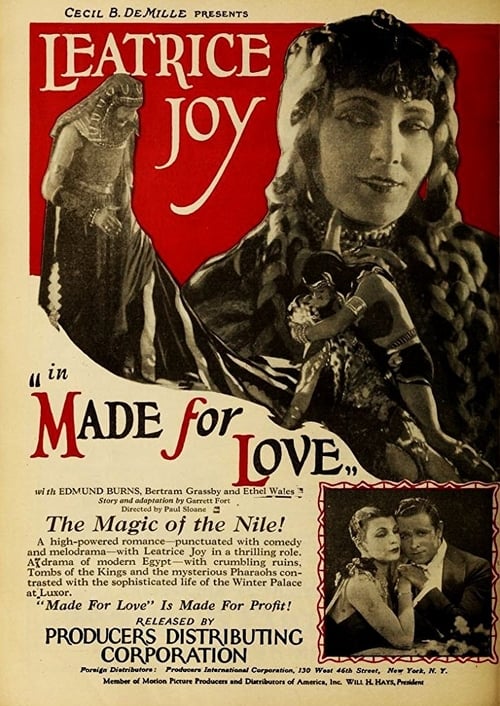 CECIL B. DEMILLE PRESENTS
LEATRICE
JOY
"in
MADE for
LOVE"
with EDMUND BURNS, Bertram Grassby and Ethel Wales
Story and adaptation by Garrett Fort
Directed by Paul Sloane
The Magic of the Nile!
A high-powered romance—punctuated with comedy
and melodrama—with Leatrice Joy in a thrilling role.
A drama of modern Egypt—with crumbling ruins,
Tombs of the Kings and the mysterious Pharaohs con-
trasted with the sophisticated life of the Winter Palace
at Luxor.
"Made For Love" Is Made For Profit!
RELEASED BY
PRODUCERS DISTRIBUTING
CORPORATION
Foreign Distributors: Producers International Corporation, 130 West 46th Street, New York, N. Y.
Member of Motion Picture Producers and Distributors of America, Inc. WILL H. HAYS, President